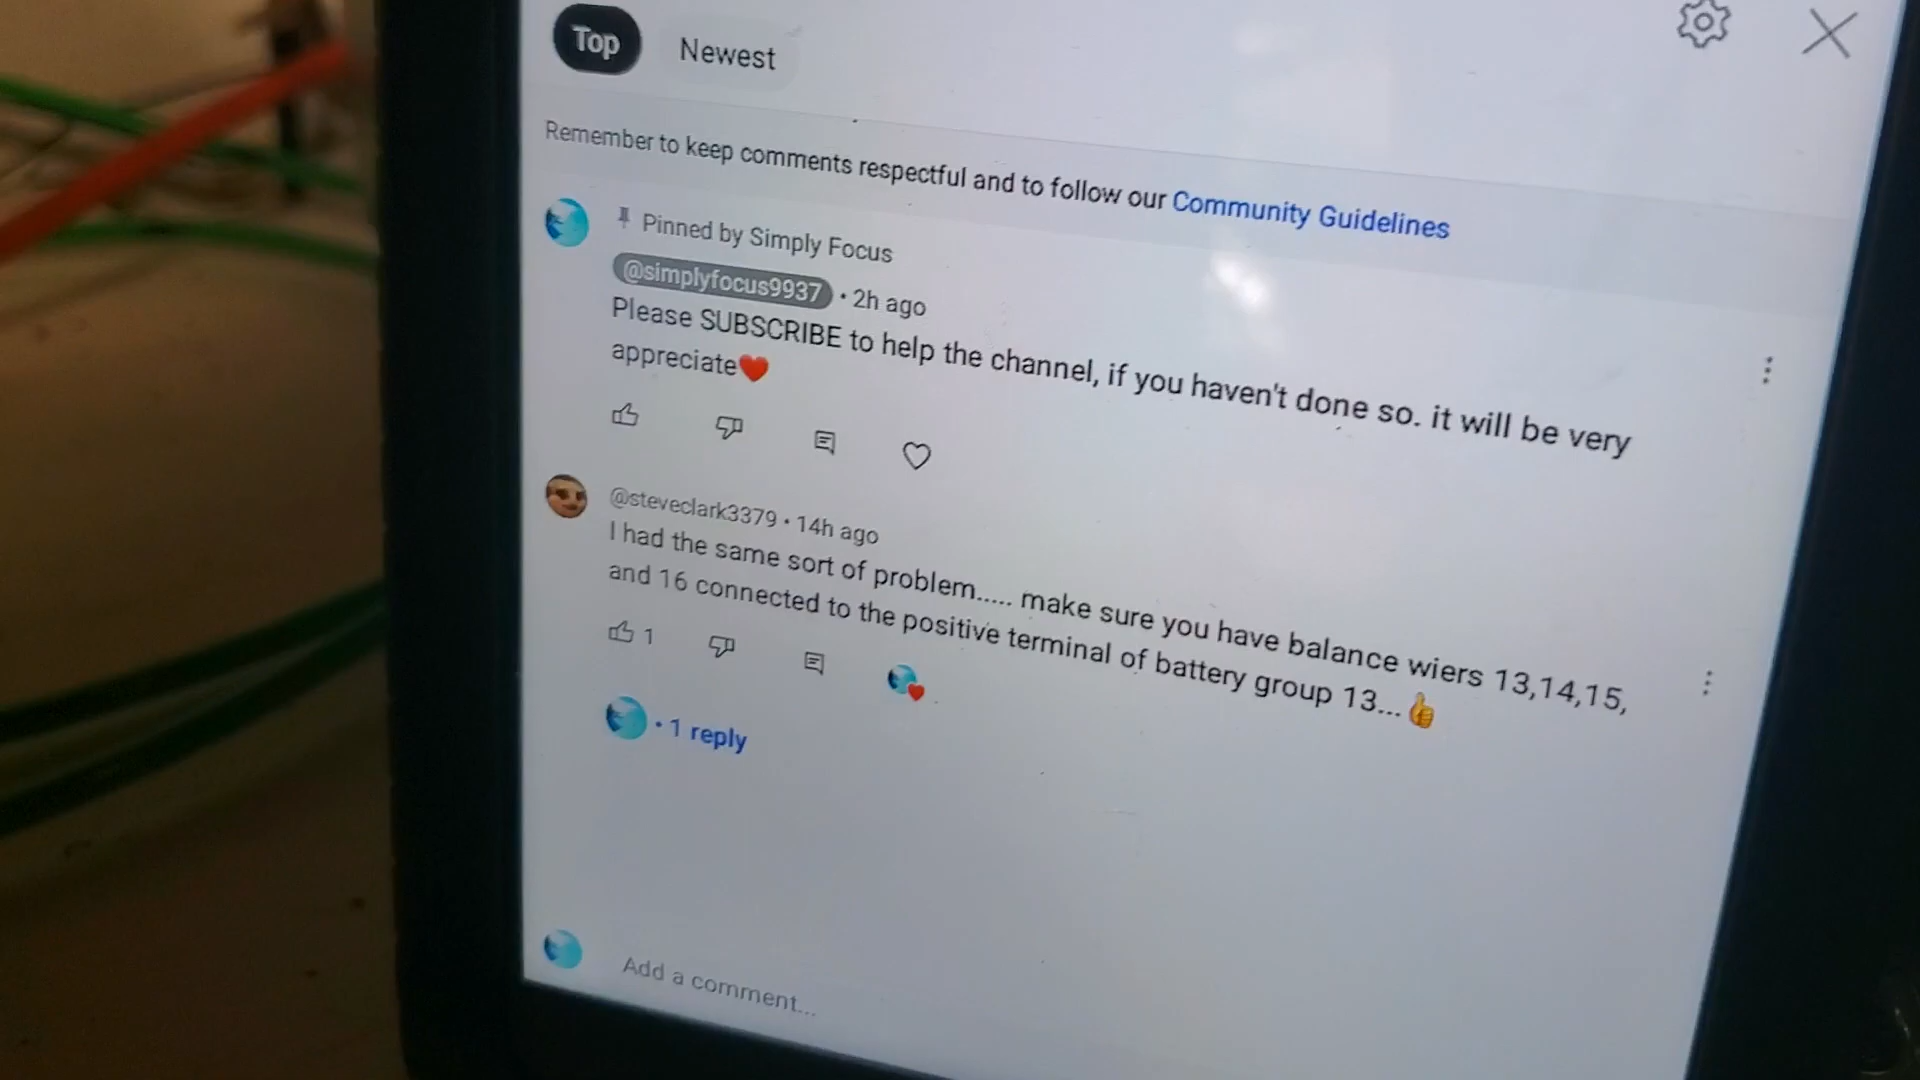 Top
Newest
Remember to keep comments respectful and to follow our Community Guidelines
Pinned by Simply Focus
@simplyfocus9937 • 2h ago
Please SUBSCRIBE to help the channel, if you haven't done so. it will be very
appreciate❤️
@steveclark3379 • 14h ago
I had the same sort of problem..... make sure you have balance wiers 13,14,15,
and 16 connected to the positive terminal of battery group 13...👍
1
• 1 reply
Add a comment...